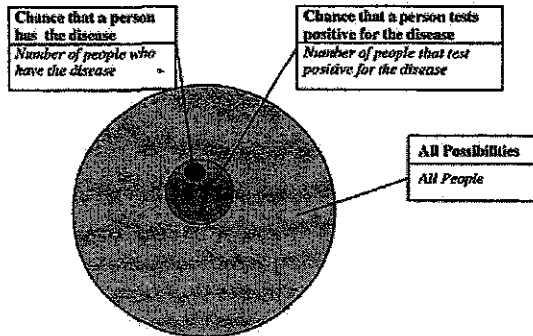 Chance that a person
has the disease
Number of people who
have the disease
Chance that a person tests
positive for the disease
Number of people that test
positive for the disease
All Possibilities
All People